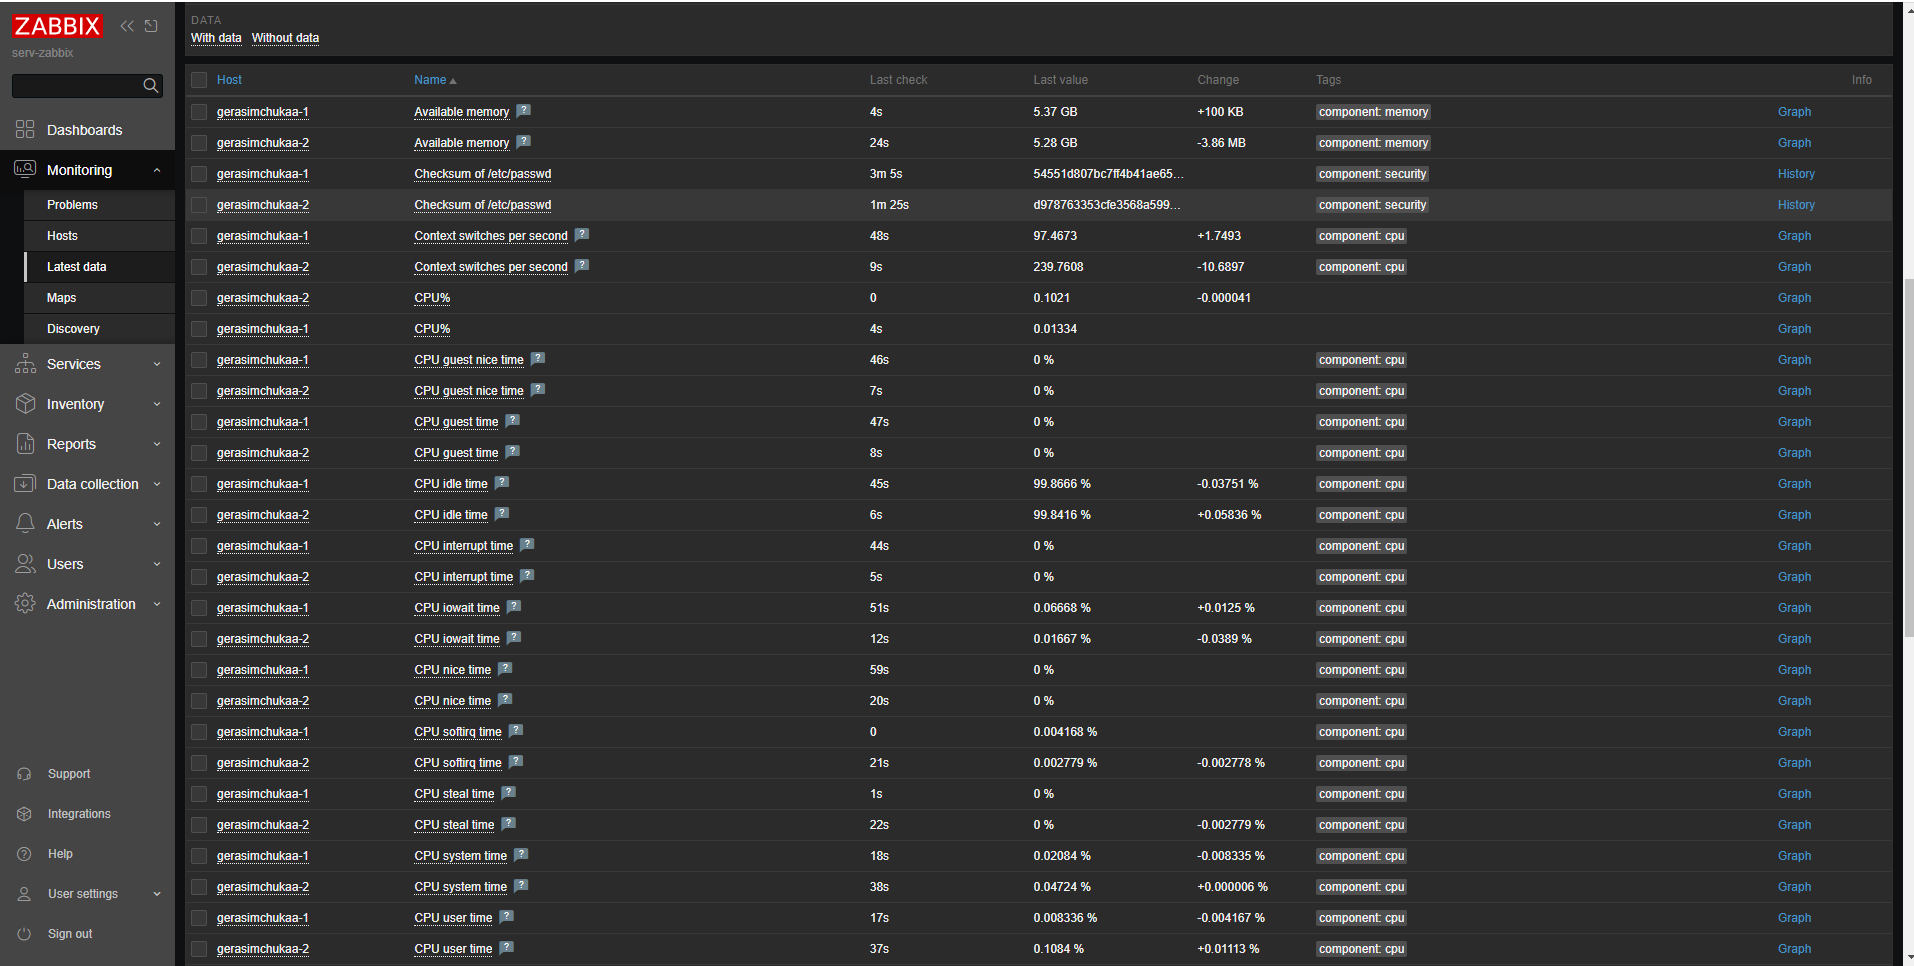 ZABBIX
serv-zabbix
Dashboards
Monitoring
Problems
Hosts
Latest data
Maps
Discovery
Services
Inventory
Reports
Data collection
Alerts
Users
Administration
Support
Integrations
Help
User settings
Sign out
DATA
With data Without data
Host Name Last check Last value Change Tags Info
gerasimchukaa-1 Available memory ? 4s 5.37 GB +100 KB component: memory Graph
gerasimchukaa-2 Available memory ? 24s 5.28 GB -3.86 MB component: memory Graph
gerasimchukaa-1 Checksum of /etc/passwd 3m 5s 54551d807bc7ff4b41ae65... component: security History
gerasimchukaa-2 Checksum of /etc/passwd 1m 25s d978763353cfe3568a599... component: security History
gerasimchukaa-1 Context switches per second ? 48s 97.4673 +1.7493 component: cpu Graph
gerasimchukaa-2 Context switches per second ? 9s 239.7608 -10.6897 component: cpu Graph
gerasimchukaa-2 CPU% 0 0.1021 -0.000041 Graph
gerasimchukaa-1 CPU% 4s 0.01334 Graph
gerasimchukaa-1 CPU guest nice time ? 46s 0 % component: cpu Graph
gerasimchukaa-2 CPU guest nice time ? 7s 0 % component: cpu Graph
gerasimchukaa-1 CPU guest time ? 47s 0 % component: cpu Graph
gerasimchukaa-2 CPU guest time ? 8s 0 % component: cpu Graph
gerasimchukaa-1 CPU idle time ? 45s 99.8666 % -0.03751 % component: cpu Graph
gerasimchukaa-2 CPU idle time ? 6s 99.8416 % +0.05836 % component: cpu Graph
gerasimchukaa-1 CPU interrupt time ? 44s 0 % component: cpu Graph
gerasimchukaa-2 CPU interrupt time ? 5s 0 % component: cpu Graph
gerasimchukaa-1 CPU iowait time ? 51s 0.06668 % +0.0125 % component: cpu Graph
gerasimchukaa-2 CPU iowait time ? 12s 0.01667 % -0.0389 % component: cpu Graph
gerasimchukaa-1 CPU nice time ? 59s 0 % component: cpu Graph
gerasimchukaa-2 CPU nice time ? 20s 0 % component: cpu Graph
gerasimchukaa-1 CPU softirq time ? 0 0.004168 % component: cpu Graph
gerasimchukaa-2 CPU softirq time ? 21s 0.002779 % -0.002778 % component: cpu Graph
gerasimchukaa-1 CPU steal time ? 1s 0 % component: cpu Graph
gerasimchukaa-2 CPU steal time ? 22s 0 % -0.002779 % component: cpu Graph
gerasimchukaa-1 CPU system time ? 18s 0.02084 % -0.008335 % component: cpu Graph
gerasimchukaa-2 CPU system time ? 38s 0.04724 % +0.000006 % component: cpu Graph
gerasimchukaa-1 CPU user time ? 17s 0.008336 % -0.004167 % component: cpu Graph
gerasimchukaa-2 CPU user time ? 37s 0.1084 % +0.01113 % component: cpu Graph